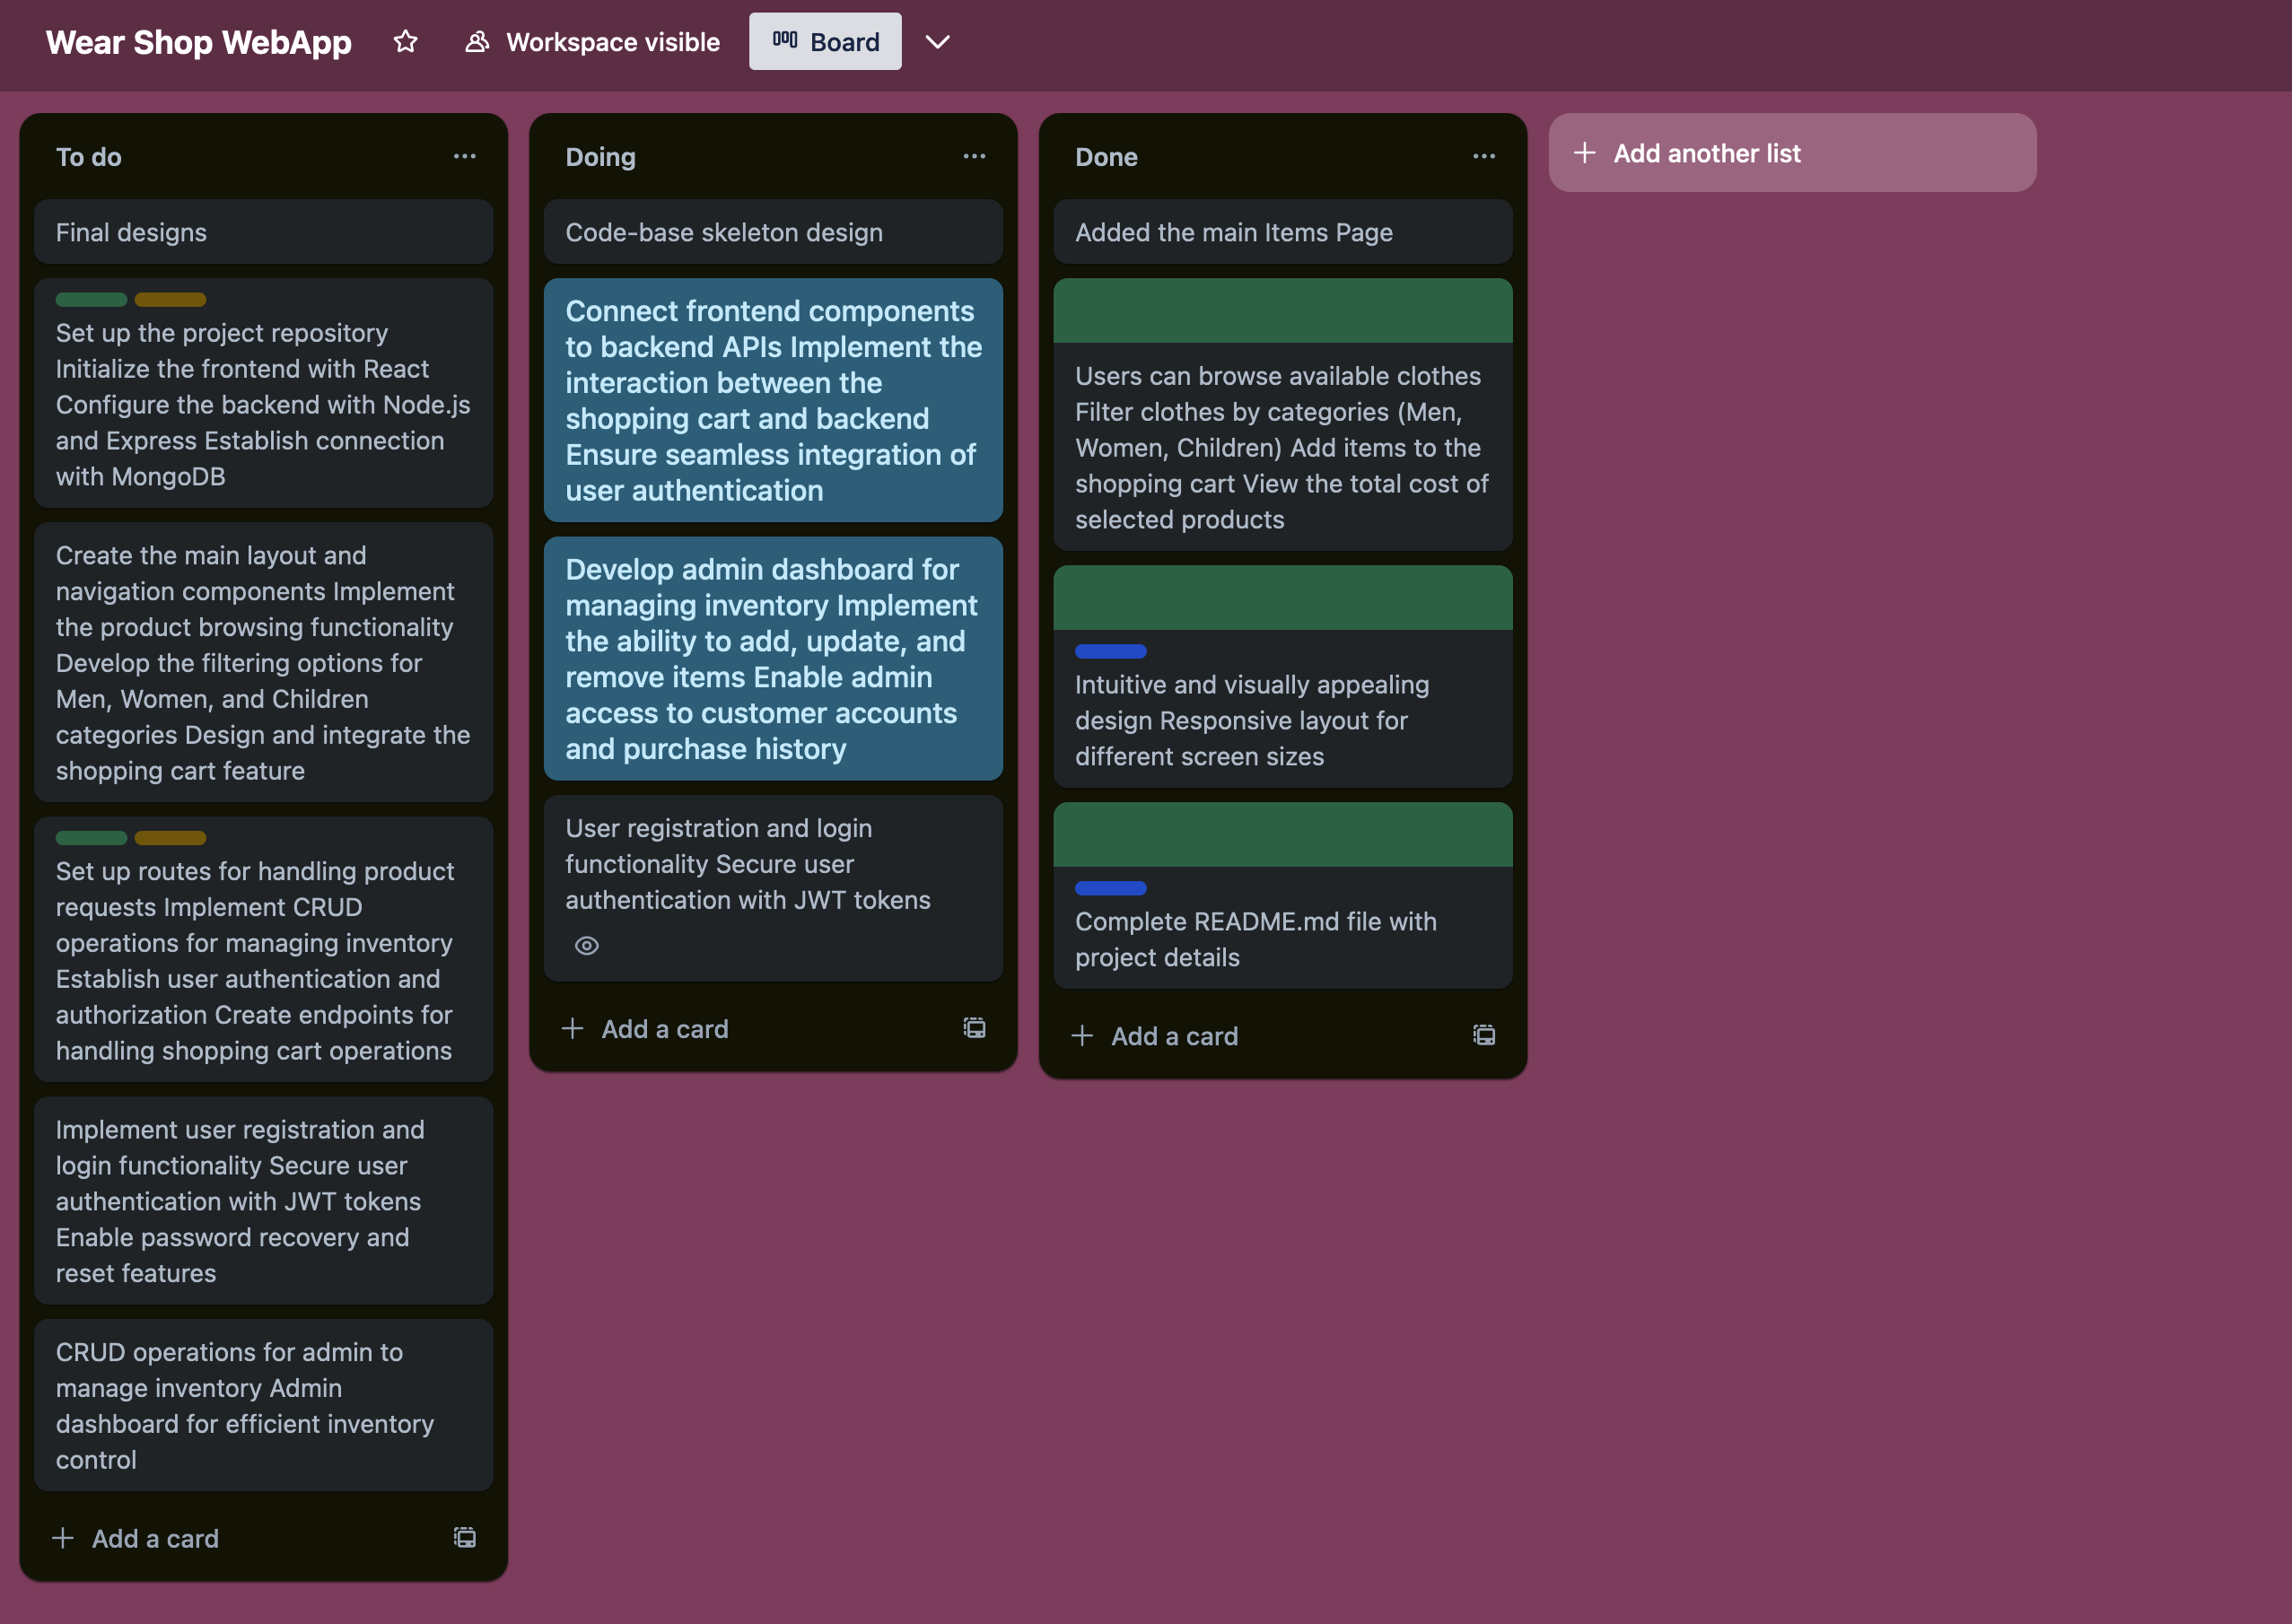 Wear Shop WebApp
Workspace visible
Board
To do
Final designs
Set up the project repository
Initialize the frontend with React
Configure the backend with Node.js
and Express Establish connection
with MongoDB
Create the main layout and
navigation components Implement
the product browsing functionality
Develop the filtering options for
Men, Women, and Children
categories Design and integrate the
shopping cart feature
Set up routes for handling product
requests Implement CRUD
operations for managing inventory
Establish user authentication and
authorization Create endpoints for
handling shopping cart operations
Implement user registration and
login functionality Secure user
authentication with JWT tokens
Enable password recovery and
reset features
CRUD operations for admin to
manage inventory Admin
dashboard for efficient inventory
control
Add a card
Doing
Code-base skeleton design
Connect frontend components
to backend APIs Implement the
interaction between the
shopping cart and backend
Ensure seamless integration of
user authentication
Develop admin dashboard for
managing inventory Implement
the ability to add, update, and
remove items Enable admin
access to customer accounts
and purchase history
User registration and login
functionality Secure user
authentication with JWT tokens
Add a card
Done
Added the main Items Page
Users can browse available clothes
Filter clothes by categories (Men,
Women, Children) Add items to the
shopping cart View the total cost of
selected products
Intuitive and visually appealing
design Responsive layout for
different screen sizes
Complete README.md file with
project details
Add a card
Add another list